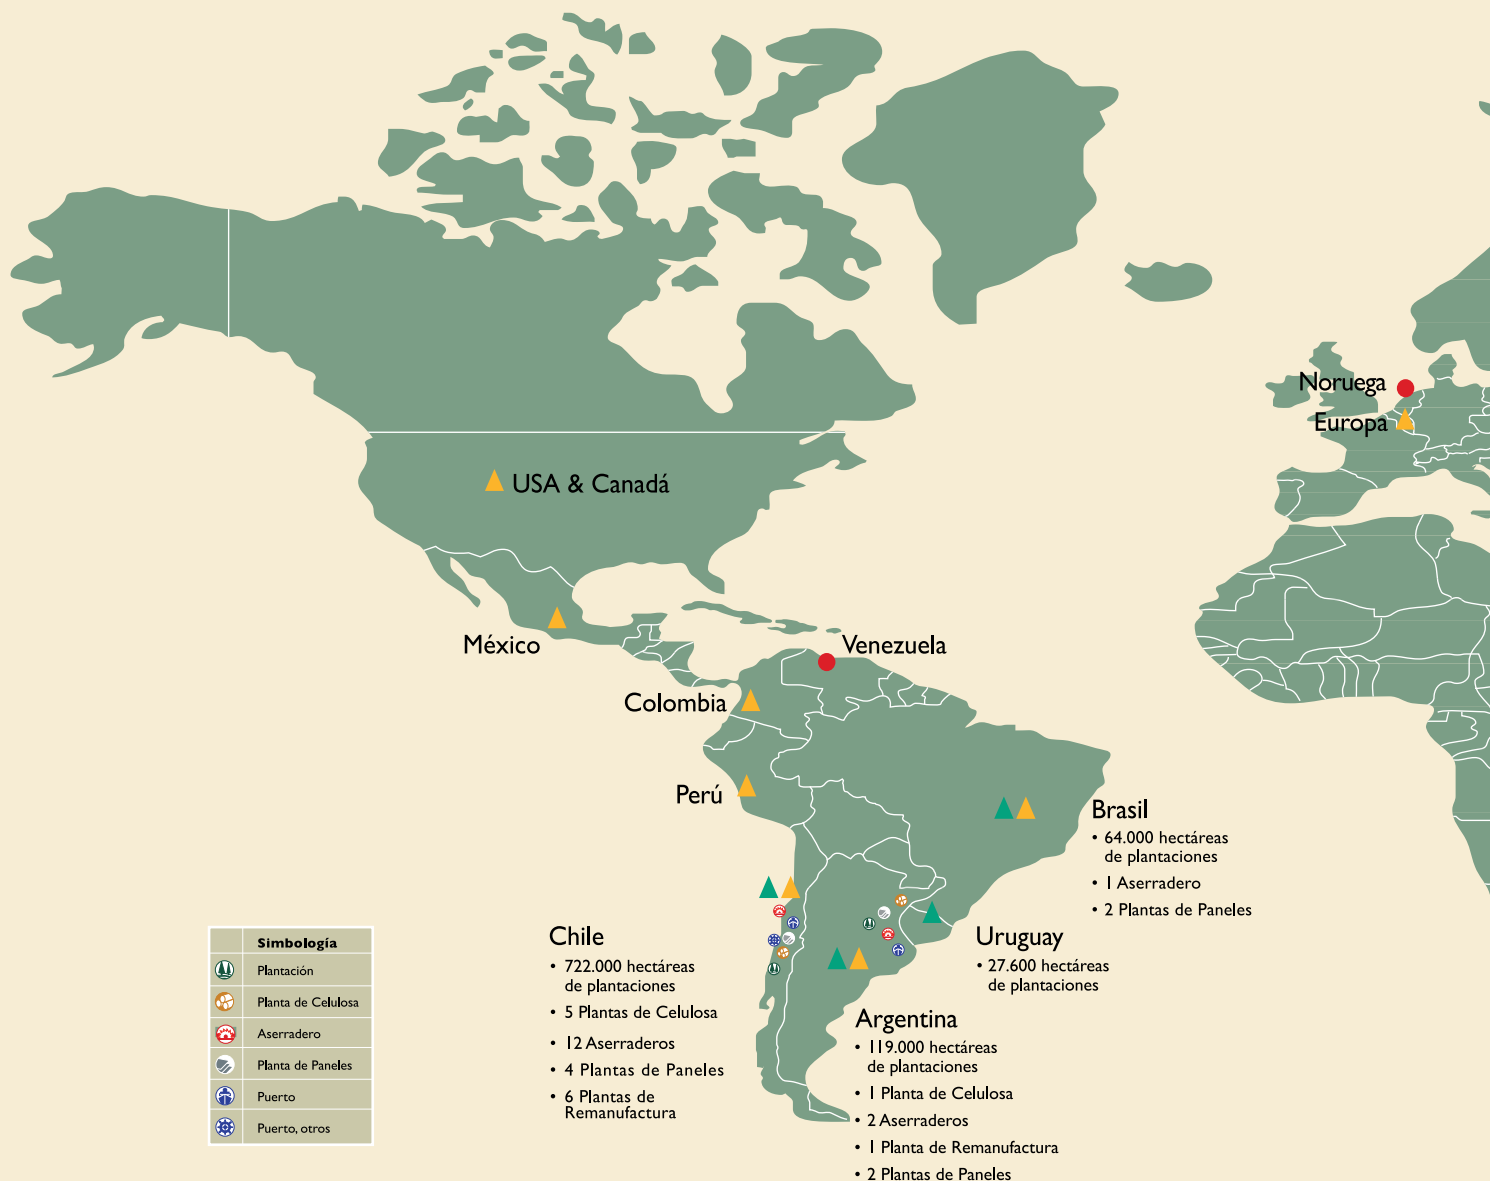 Noruega
Europa
USA & Canadá
México
Venezuela
Colombia
Perú
Brasil
• 64.000 hectáreas
de plantaciones
• 1 Aserradero
• 2 Plantas de Paneles
Chile
• 722.000 hectáreas
de plantaciones
• 5 Plantas de Celulosa
• 12 Aserraderos
• 4 Plantas de Paneles
• 6 Plantas de
Remanufactura
Uruguay
• 27.600 hectáreas
de plantaciones
Argentina
• 119.000 hectáreas
de plantaciones
• 1 Planta de Celulosa
• 2 Aserraderos
• 1 Planta de Remanufactura
• 2 Plantas de Paneles
Simbología
Plantación
Planta de Celulosa
Aserradero
Planta de Paneles
Puerto
Puerto, otros